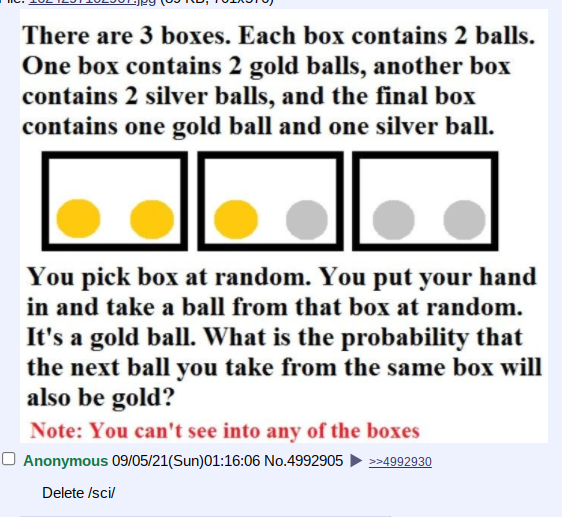 There are 3 boxes. Each box contains 2 balls.
One box contains 2 gold balls, another box
contains 2 silver balls, and the final box
contains one gold ball and one silver ball.
You pick box at random. You put your hand
in and take a ball from that box at random.
It's a gold ball. What is the probability that
the next ball you take from the same box will
also be gold?
Note: You can't see into any of the boxes
Anonymous 09/05/21(Sun)01:16:06 No.4992905 ▶ >>4992930
Delete /sci/